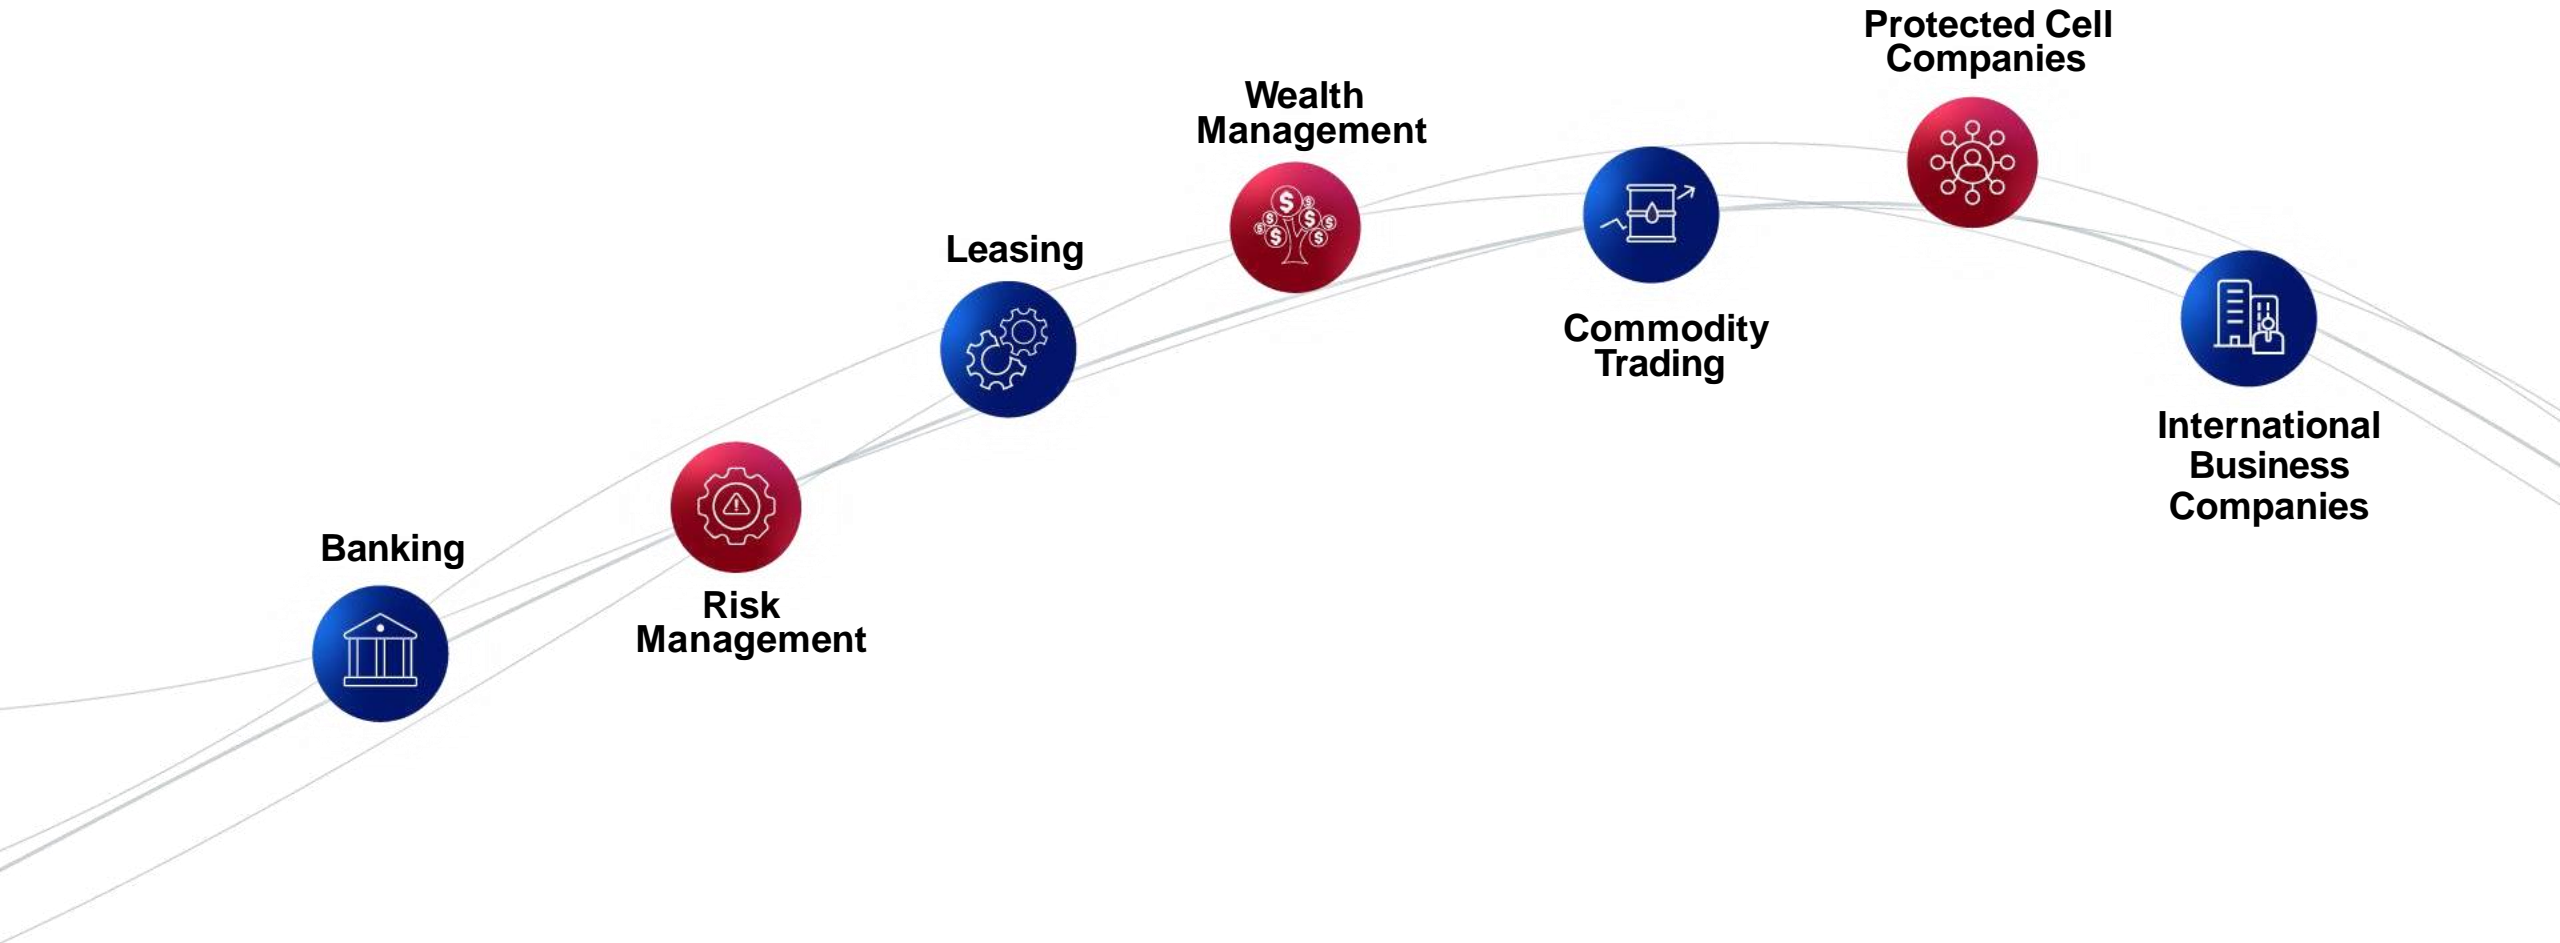 Banking
Risk
Management
Leasing
Wealth
Management
Commodity
Trading
Protected Cell
Companies
International
Business
Companies